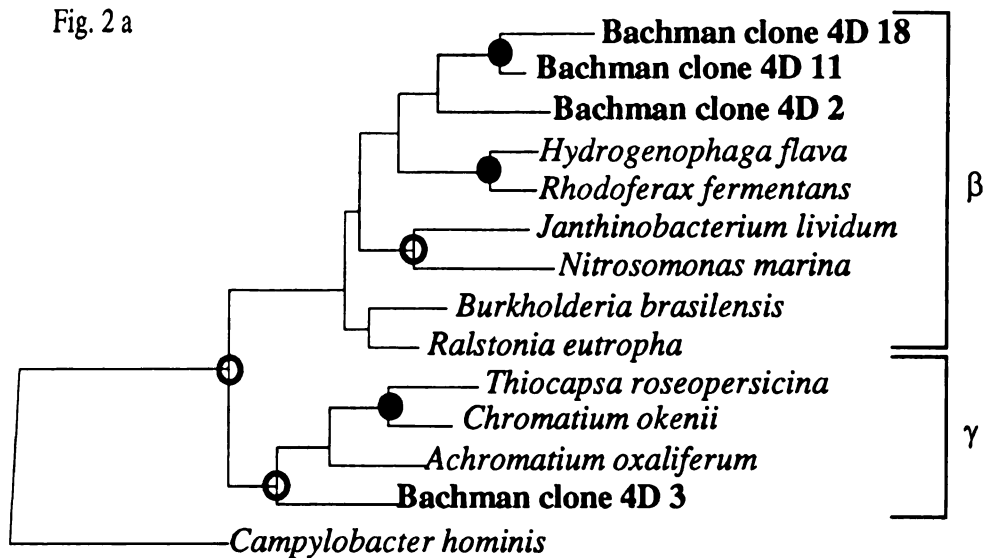 Fig. 2 a
Bachman clone 4D 18
Bachman clone 4D 11
Bachman clone 4D 2
Hydrogenophaga flava
Rhodoferax fermentans
Janthinobacterium lividum
Nitrosomonas marina
Burkholderia brasilensis
Ralstonia eutropha
β
Thiocapsa roseopersicina
Chromatium okenii
Achromatium oxaliferum
Bachman clone 4D 3
γ
Campylobacter hominis